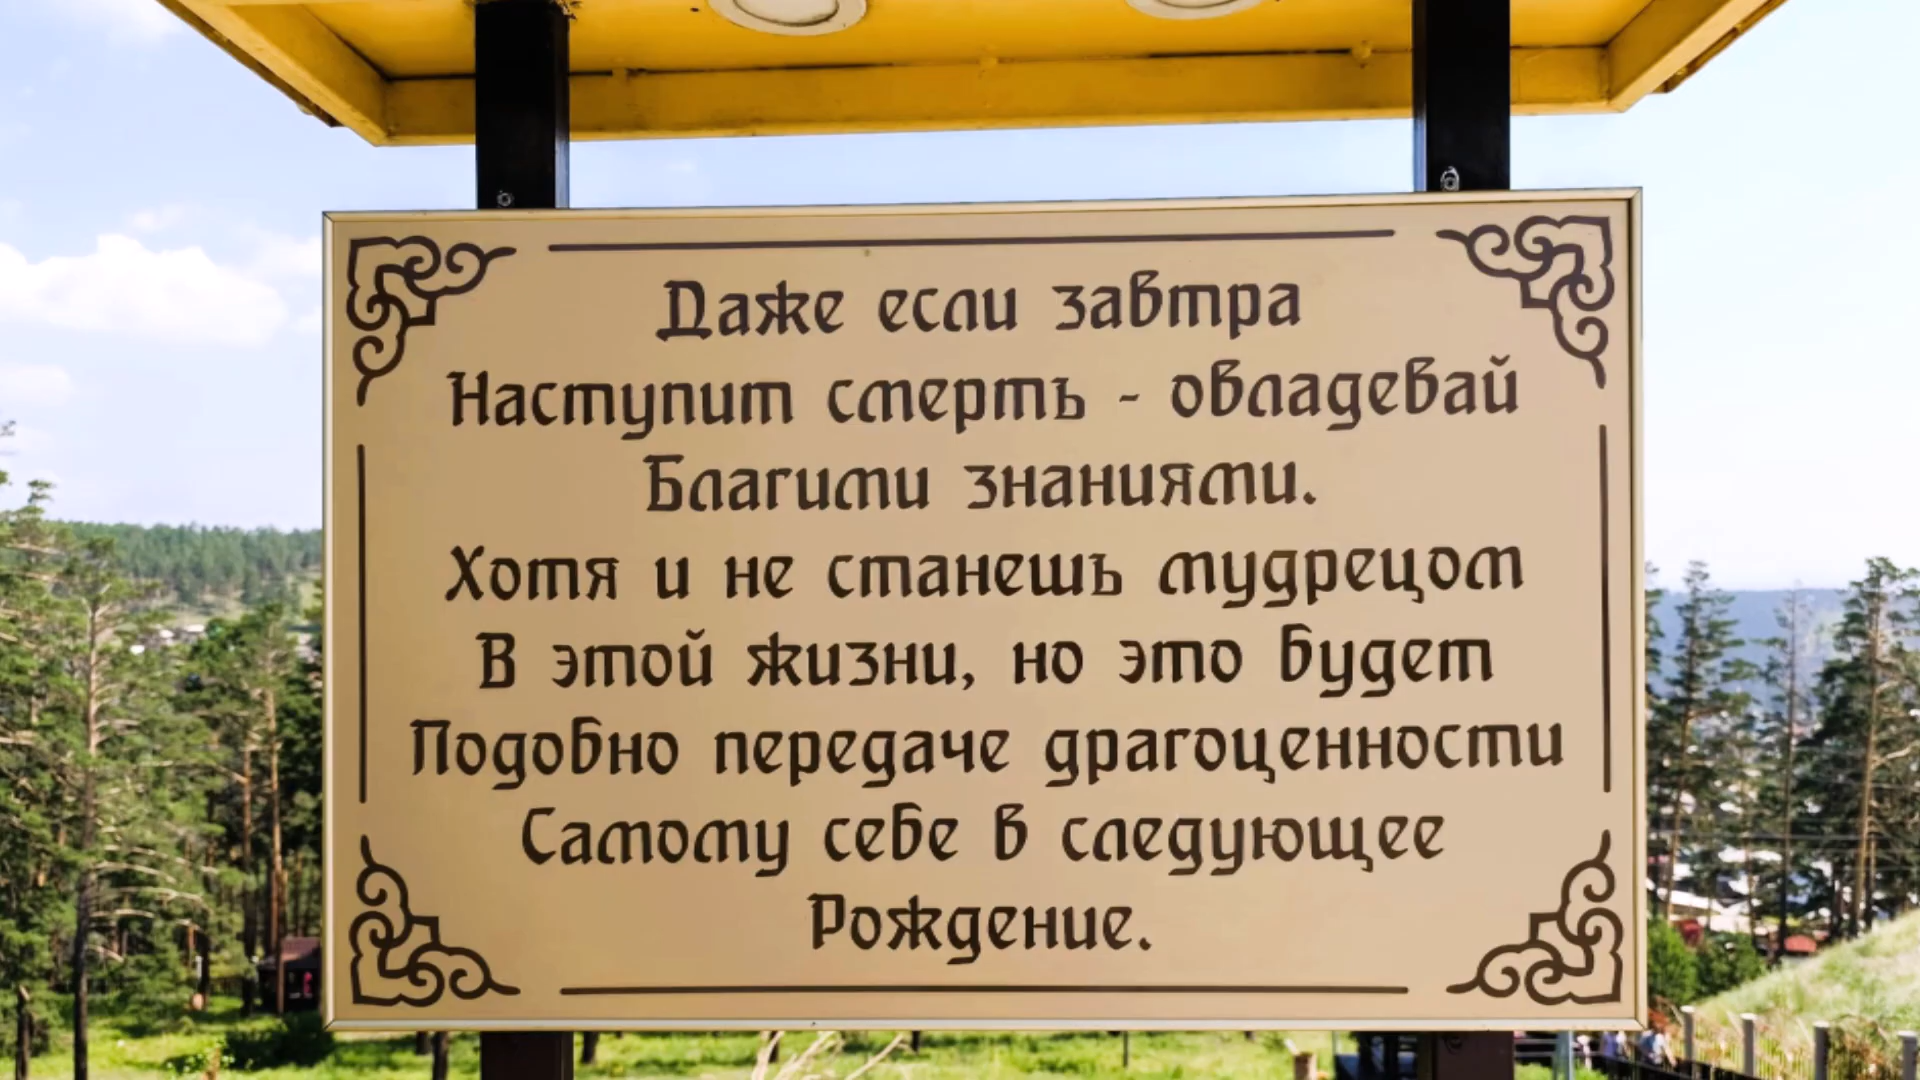 Даже если завтра
Наступит смерть - овладевай
Благими знаниями.
Хотя и не станешь мудрецом
В этой жизни, но это будет
Подобно передаче драгоценности
Самому себе в следующее
Рождение.